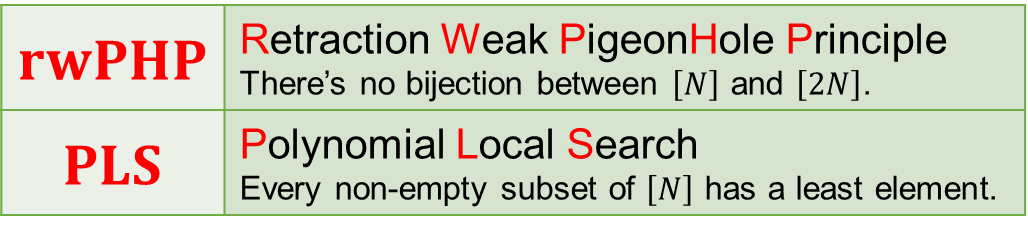 rwPHP
Retraction Weak PigeonHole Principle
There's no bijection between [N] and [2N].
PLS
Polynomial Local Search
Every non-empty subset of [N] has a least element.